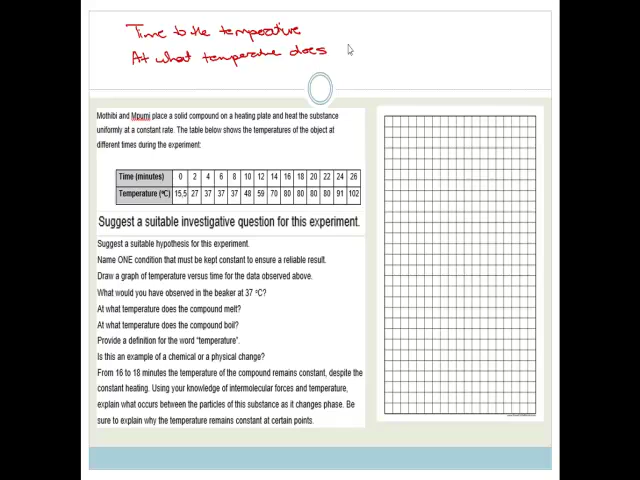 Time to the temperature
At what temperature does
Mothibi and Mpumi place a solid compound on a heating plate and heat the substance
uniformly at a constant rate. The table below shows the temperatures of the object at
different times during the experiment:
Time (minutes) 0 2 4 6 8 10 12 14 16 18 20 22 24 26
Temperature (ºC) 15,5 27 37 37 37 48 59 70 80 80 80 80 91 102
Suggest a suitable investigative question for this experiment.
Suggest a suitable hypothesis for this experiment.
Name ONE condition that must be kept constant to ensure a reliable result.
Draw a graph of temperature versus time for the data observed above.
What would you have observed in the beaker at 37 ºC?
At what temperature does the compound melt?
At what temperature does the compound boil?
Provide a definition for the word "temperature".
Is this an example of a chemical or a physical change?
From 16 to 18 minutes the temperature of the compound remains constant, despite the
constant heating. Using your knowledge of intermolecular forces and temperature,
explain what occurs between the particles of this substance as it changes phase. Be
sure to explain why the temperature remains constant at certain points.